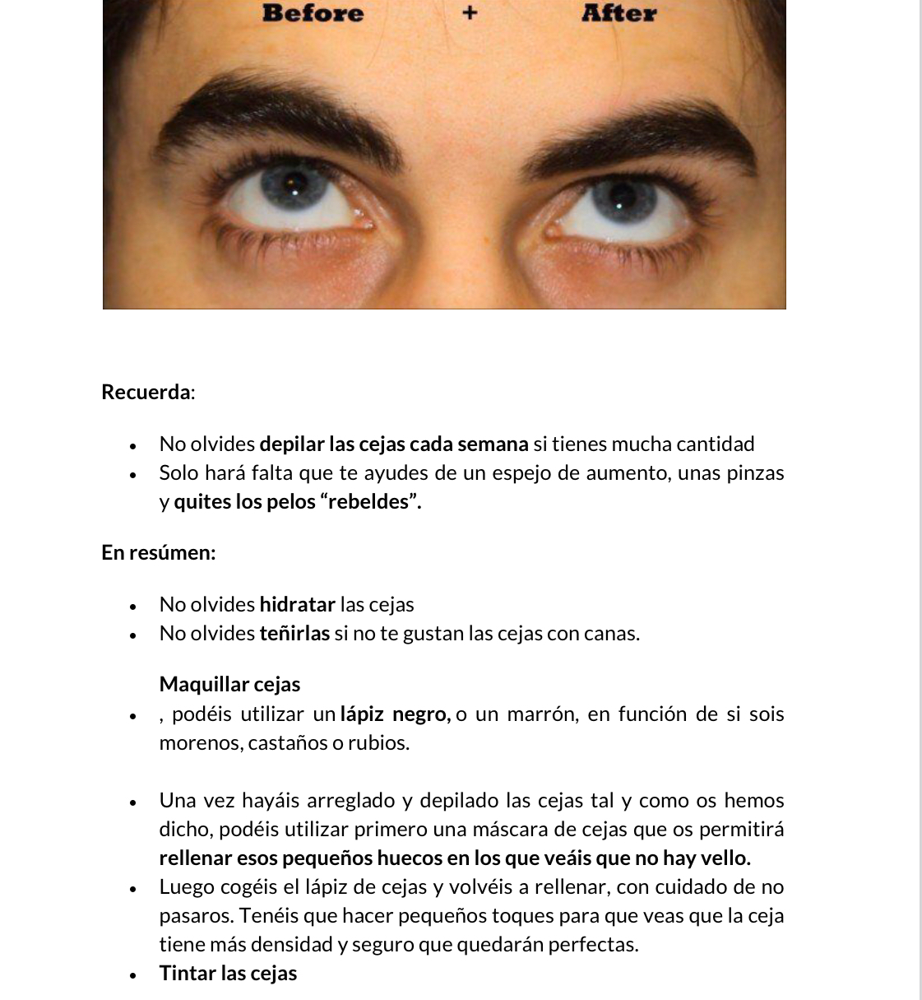 Before + After
Recuerda:
• No olvides depilar las cejas cada semana si tienes mucha cantidad
• Solo hará falta que te ayudes de un espejo de aumento, unas pinzas
y quites los pelos “rebeldes”.
En resúmen:
• No olvides hidratar las cejas
• No olvides teñirlas si no te gustan las cejas con canas.
Maquillar cejas
• , podéis utilizar un lápiz negro, o un marrón, en función de si sois
morenos, castaños o rubios.
• Una vez hayáis arreglado y depilado las cejas tal y como os hemos
dicho, podéis utilizar primero una máscara de cejas que os permitirá
rellenar esos pequeños huecos en los que veáis que no hay vello.
• Luego cogéis el lápiz de cejas y volvéis a rellenar, con cuidado de no
pasaros. Tenéis que hacer pequeños toques para que veas que la ceja
tiene más densidad y seguro que quedarán perfectas.
• Tintar las cejas